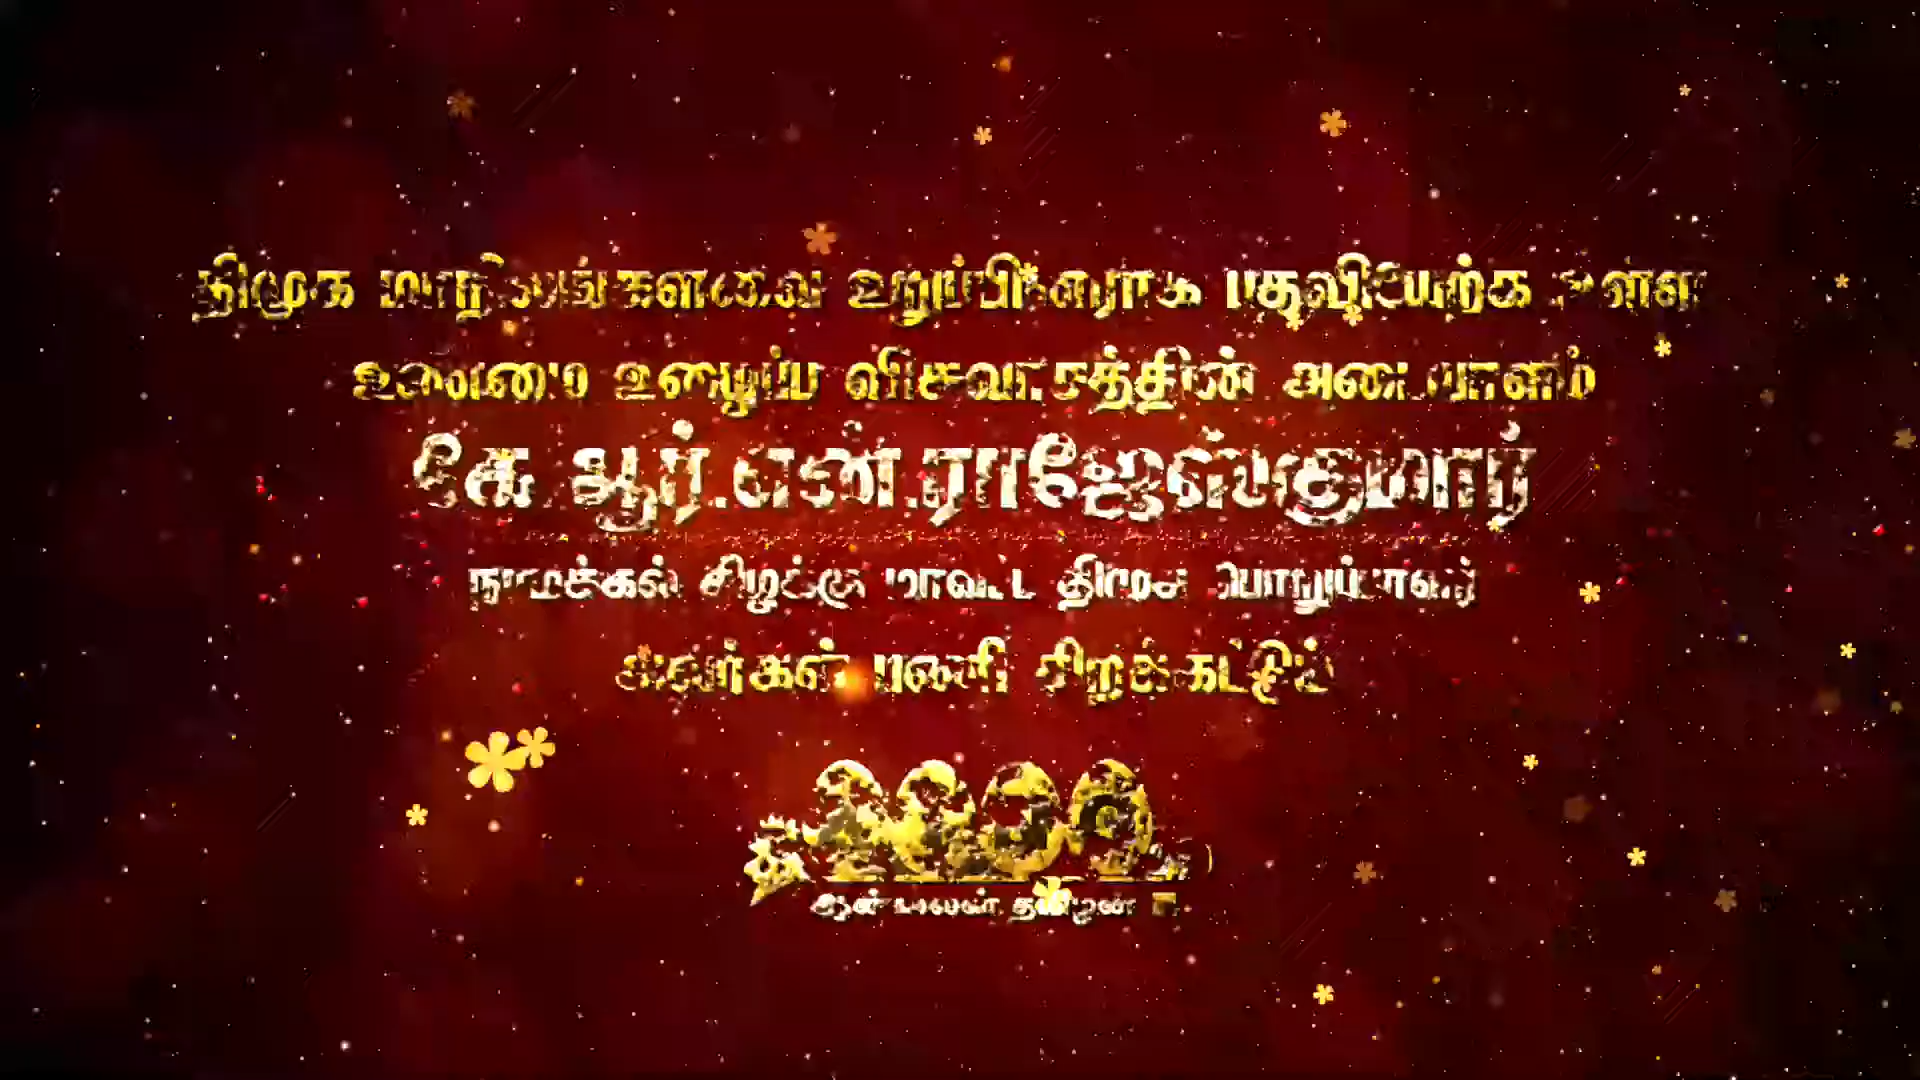 திமுக மாநிலங்களவை உறுப்பினராக பதவியேற்க உள்ள
உண்மை உழைப்பு விசுவாசத்தின் அடையாளம்
கே.ஆர்.என்.ராஜேஸ்குமார்
நாமக்கல் கிழக்கு மாவட்ட திமுக பொறுப்பாளர்
அவர்கள் பணி சிறக்கட்டும்